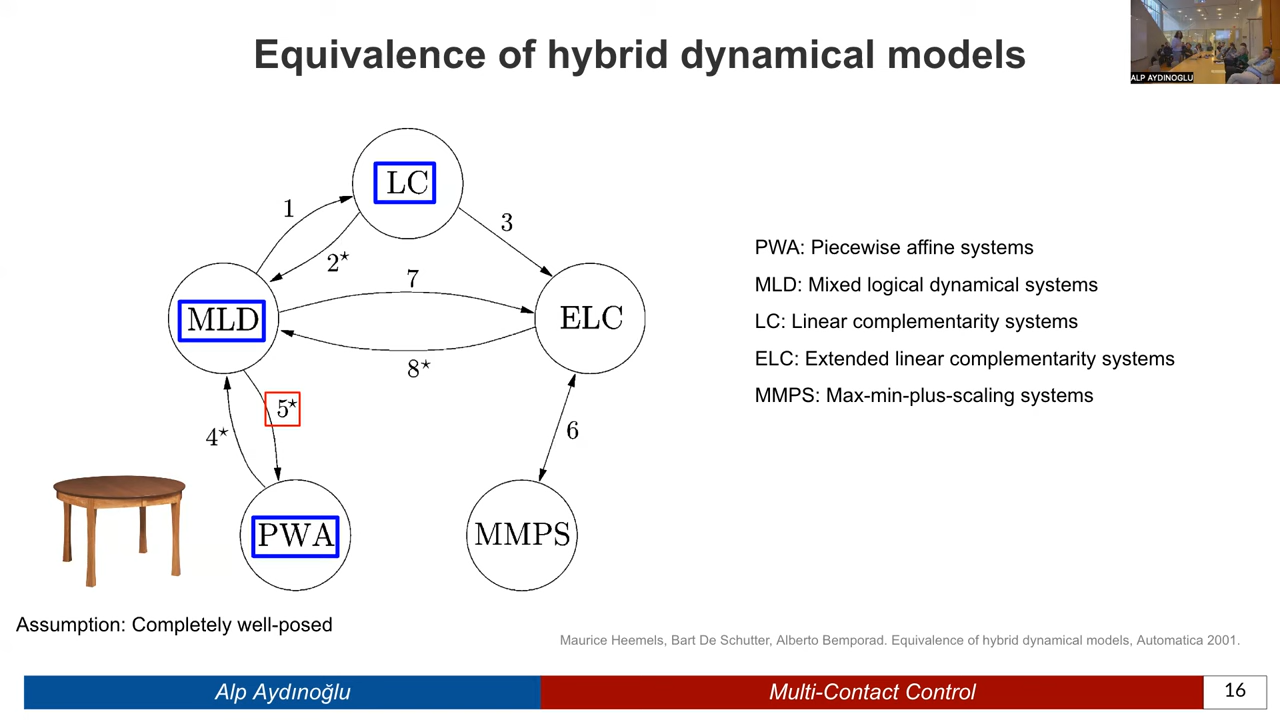 Equivalence of hybrid dynamical models
ALP AYDINOGLU
LC
1
2*
3
7
MLD
ELC
8*
5*
4*
6
PWA
MMPS
PWA: Piecewise affine systems
MLD: Mixed logical dynamical systems
LC: Linear complementarity systems
ELC: Extended linear complementarity systems
MMPS: Max-min-plus-scaling systems
Assumption: Completely well-posed
Maurice Heemels, Bart De Schutter, Alberto Bemporad. Equivalence of hybrid dynamical models, Automatica 2001.
Alp Aydınoğlu
Multi-Contact Control
16